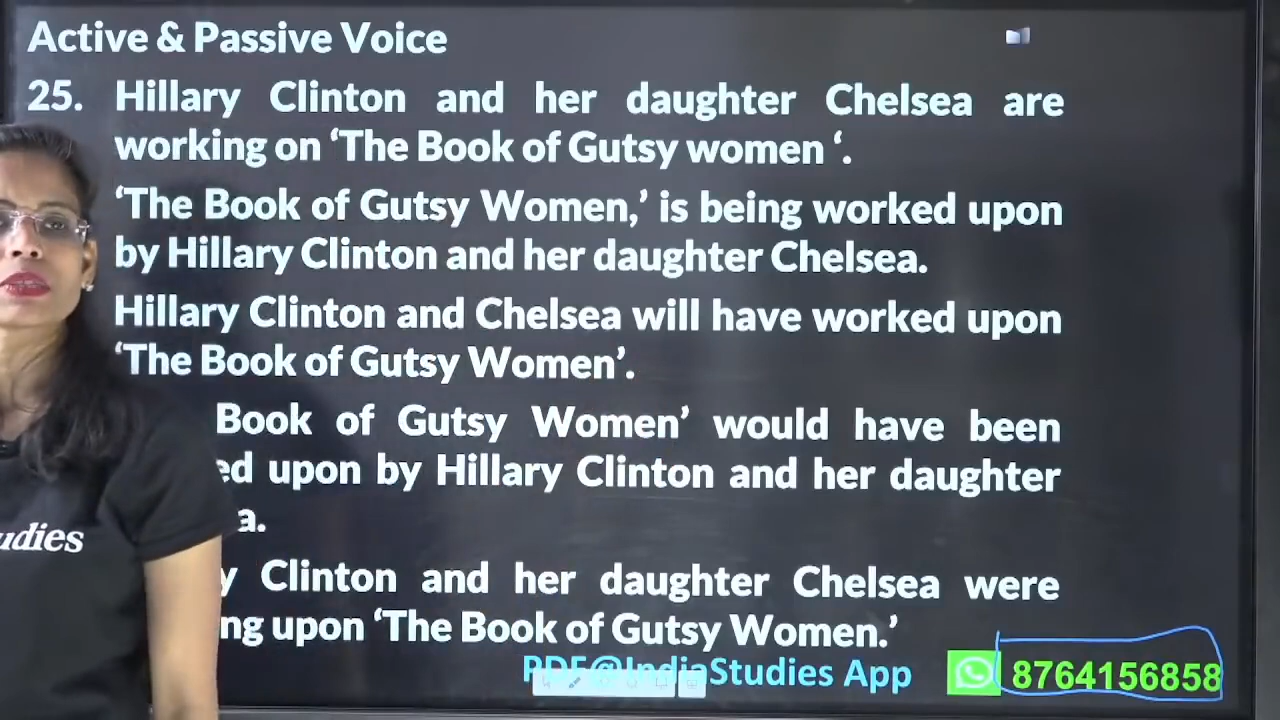 Active & Passive Voice
25. Hillary Clinton and her daughter Chelsea are
working on ‘The Book of Gutsy women ‘.
‘The Book of Gutsy Women,’ is being worked upon
by Hillary Clinton and her daughter Chelsea.
Hillary Clinton and Chelsea will have worked upon
‘The Book of Gutsy Women’.
Book of Gutsy Women’ would have been
upon by Hillary Clinton and her daughter
Clinton and her daughter Chelsea were
upon ‘The Book of Gutsy Women.’
PDF@IndiaStudies App
8764156858